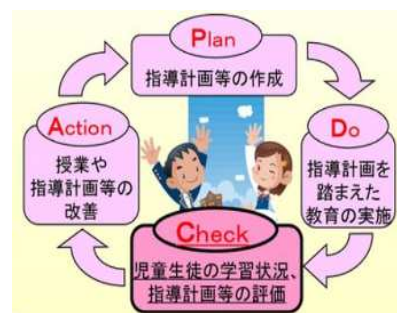 Plan
指導計画等の作成
Do
指導計画を
踏まえた
教育の実施
Check
児童生徒の学習状況、
指導計画等の評価
Action
授業や
指導計画等の
改善